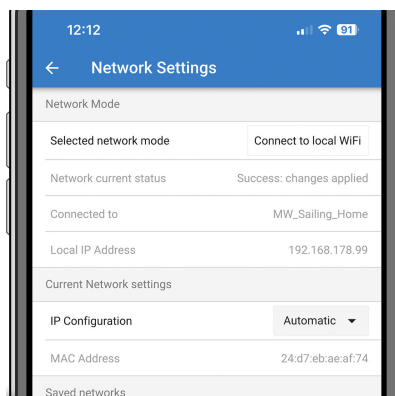 12:12
91
Network Settings
Network Mode
Selected network mode Connect to local WiFi
Network current status Success: changes applied
Connected to MW_Sailing_Home
Local IP Address 192.168.178.99
Current Network settings
IP Configuration Automatic
MAC Address 24:d7:eb:ae:af:74
Saved networks